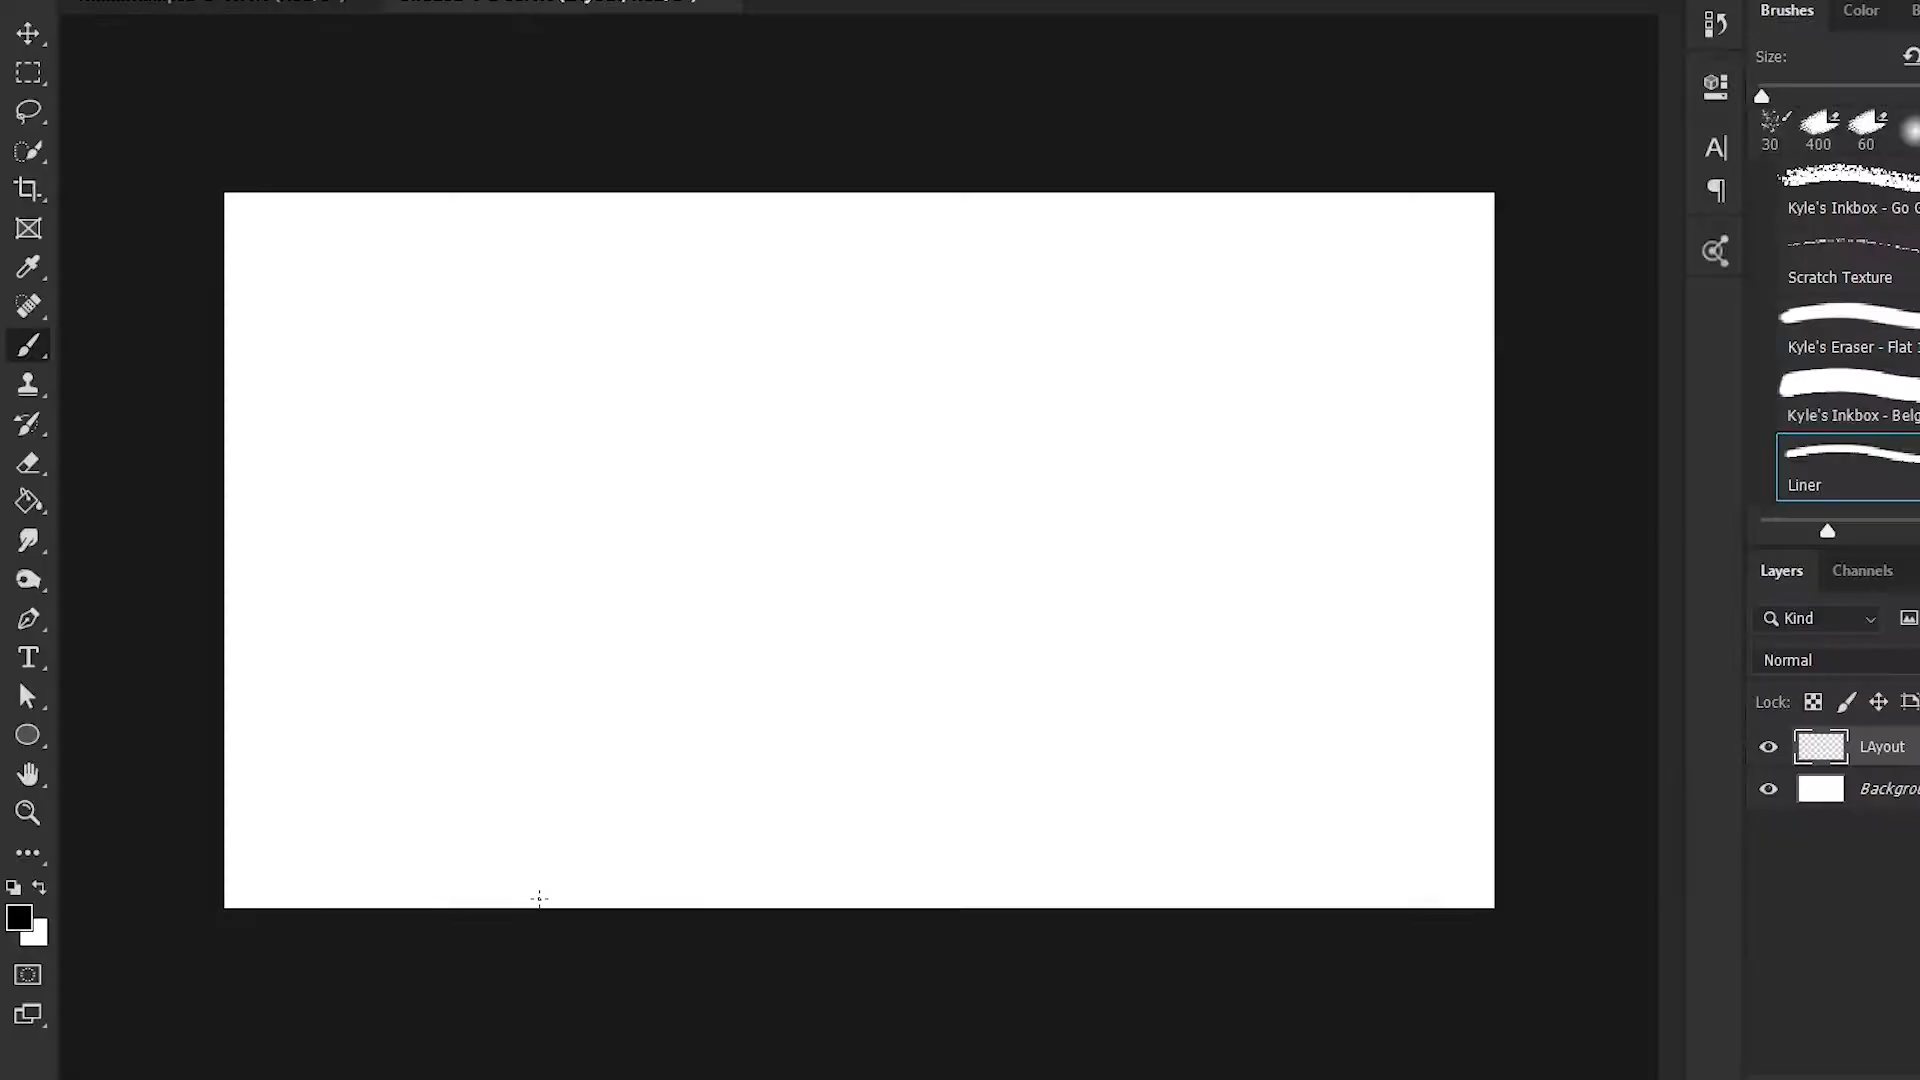 Brushes Color
Size:
30 400 60
Kyle's Inkbox - Go
Scratch Texture
Kyle's Eraser - Flat
Kyle's Inkbox - Belg
Liner
Layers Channels
Kind
Normal
Lock:
LAyout
Backgrou